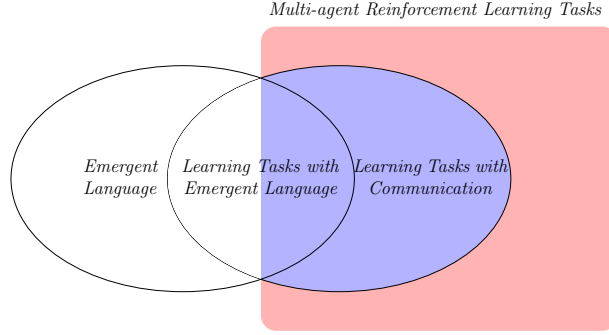 Multi-agent Reinforcement Learning Tasks
Emergent
Language
Learning Tasks with
Emergent Language
Learning Tasks with
Communication